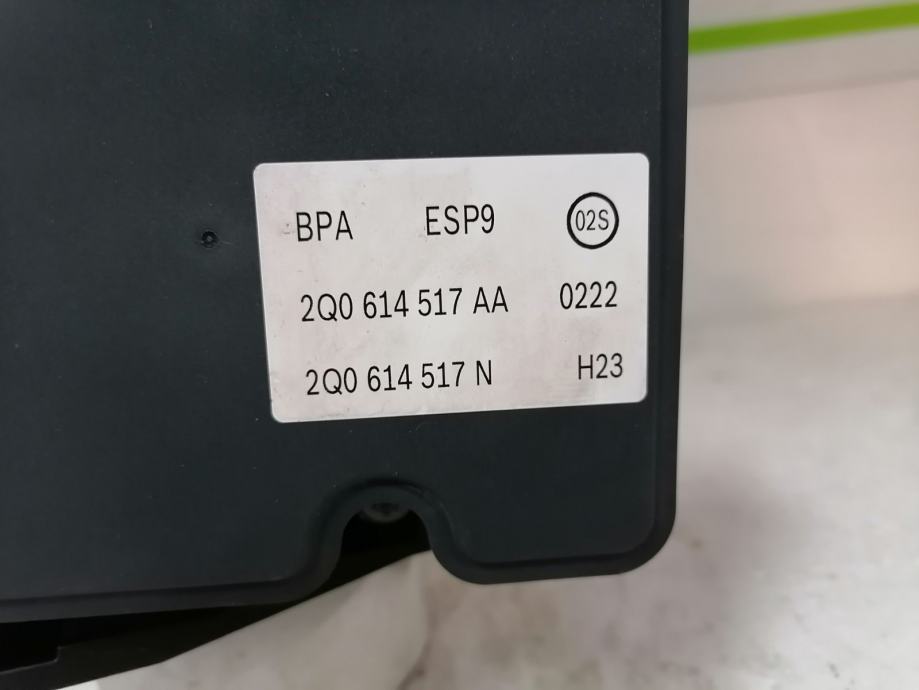 BPA ESP9 02S
2Q0 614 517 AA 0222
2Q0 614 517 N H23